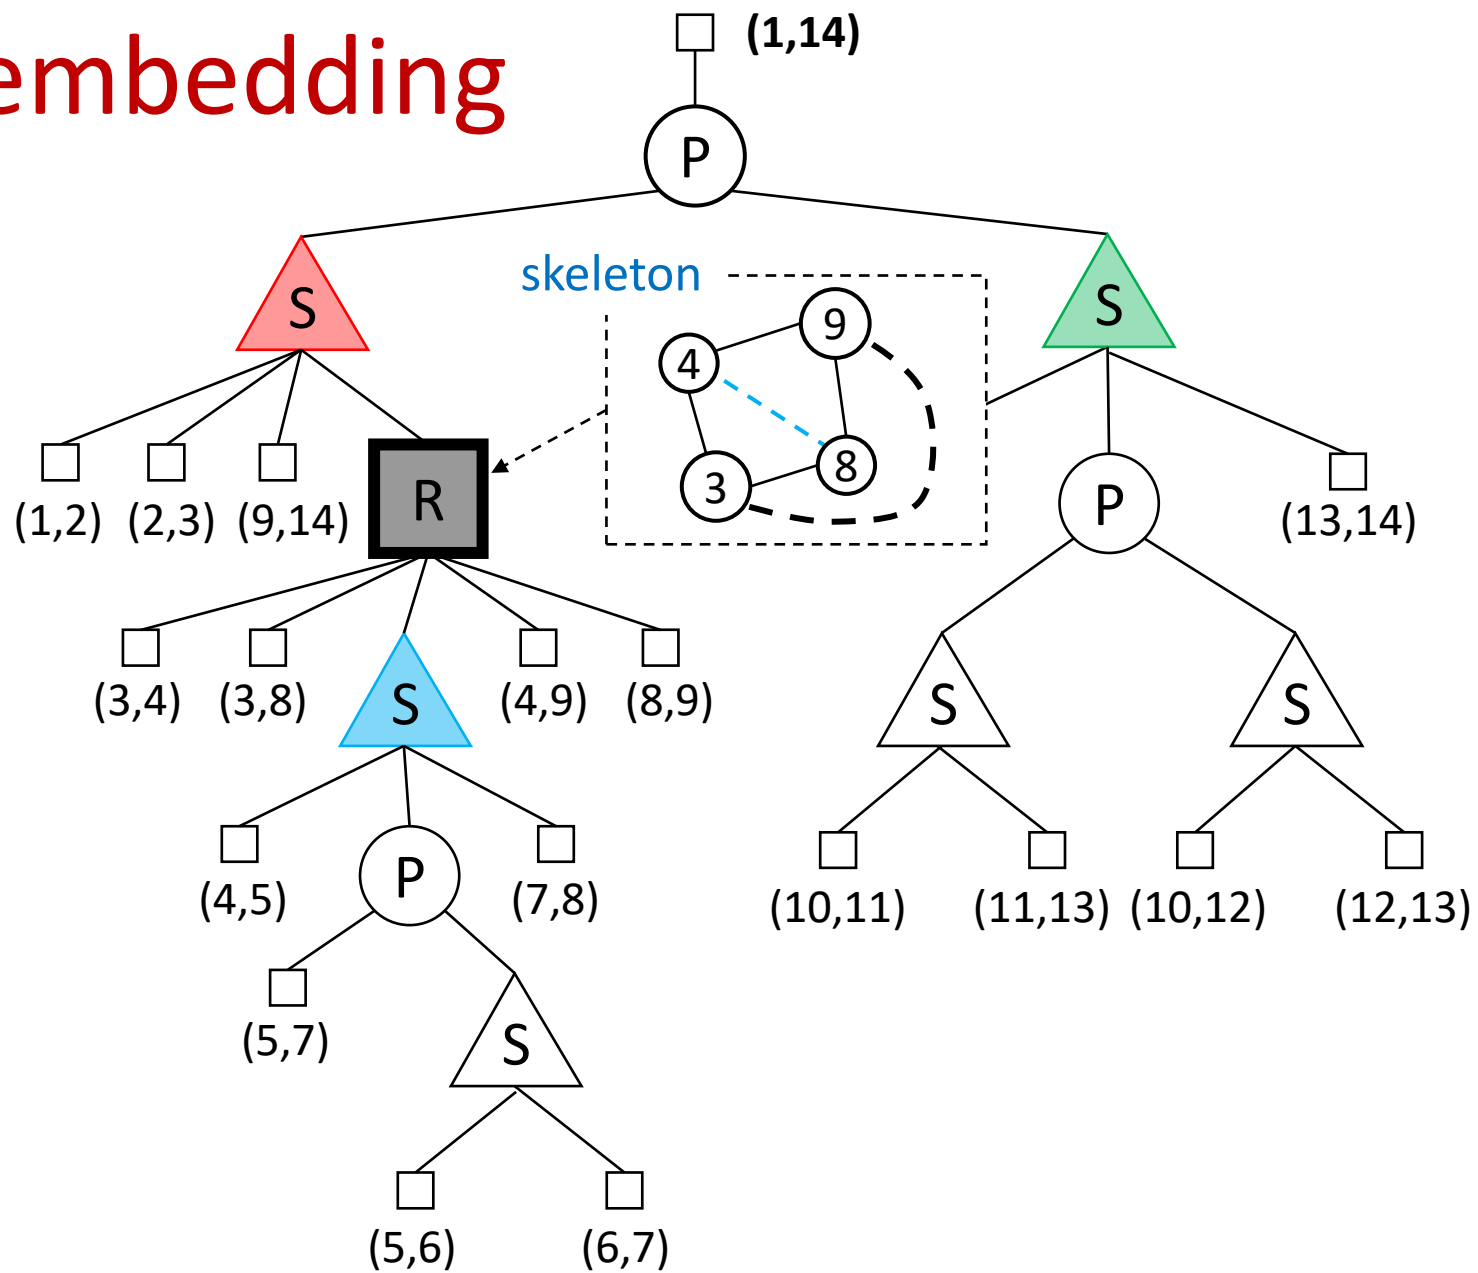 embedding
(1,14)
P
skeleton
S
S
9
4
8
3
R
P
(1,2) (2,3) (9,14)
(13,14)
(3,4) (3,8) S (4,9) (8,9)
S
S
(4,5) P (7,8)
(10,11) (11,13) (10,12) (12,13)
(5,7)
S
(5,6) (6,7)